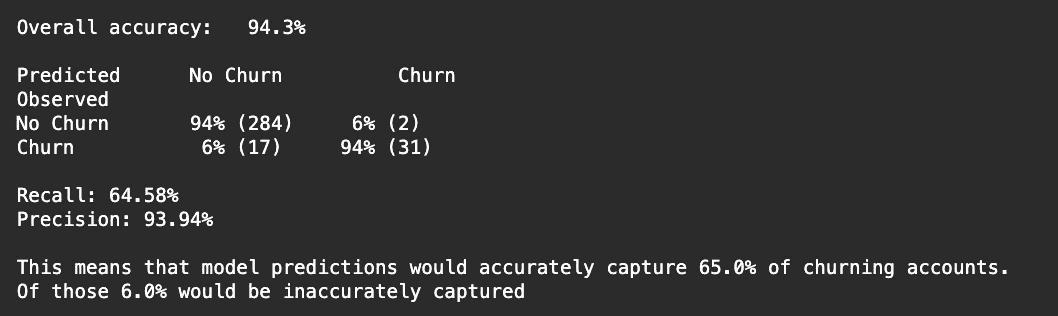 Overall accuracy: 94.3%
Predicted No Churn Churn
Observed
No Churn 94% (284) 6% (2)
Churn 6% (17) 94% (31)
Recall: 64.58%
Precision: 93.94%
This means that model predictions would accurately capture 65.0% of churning accounts.
Of those 6.0% would be inaccurately captured